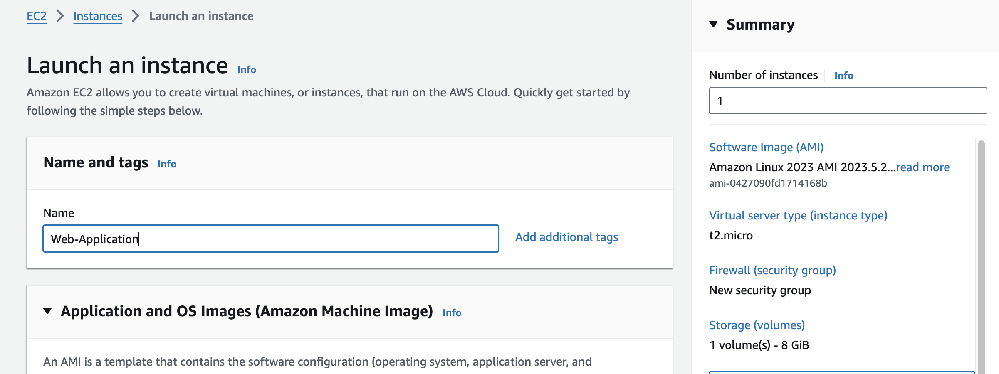 EC2 > Instances > Launch an instance
Launch an instance Info
Amazon EC2 allows you to create virtual machines, or instances, that run on the AWS Cloud. Quickly get started by
following the simple steps below.
Name and tags Info
Name
Web-Application
Add additional tags
Application and OS Images (Amazon Machine Image) Info
An AMI is a template that contains the software configuration (operating system, application server, and
Summary
Number of instances Info
1
Software Image (AMI)
Amazon Linux 2023 AMI 2023.5.2...read more
ami-0427090fd1714168b
Virtual server type (instance type)
t2.micro
Firewall (security group)
New security group
Storage (volumes)
1 volume(s) - 8 GiB